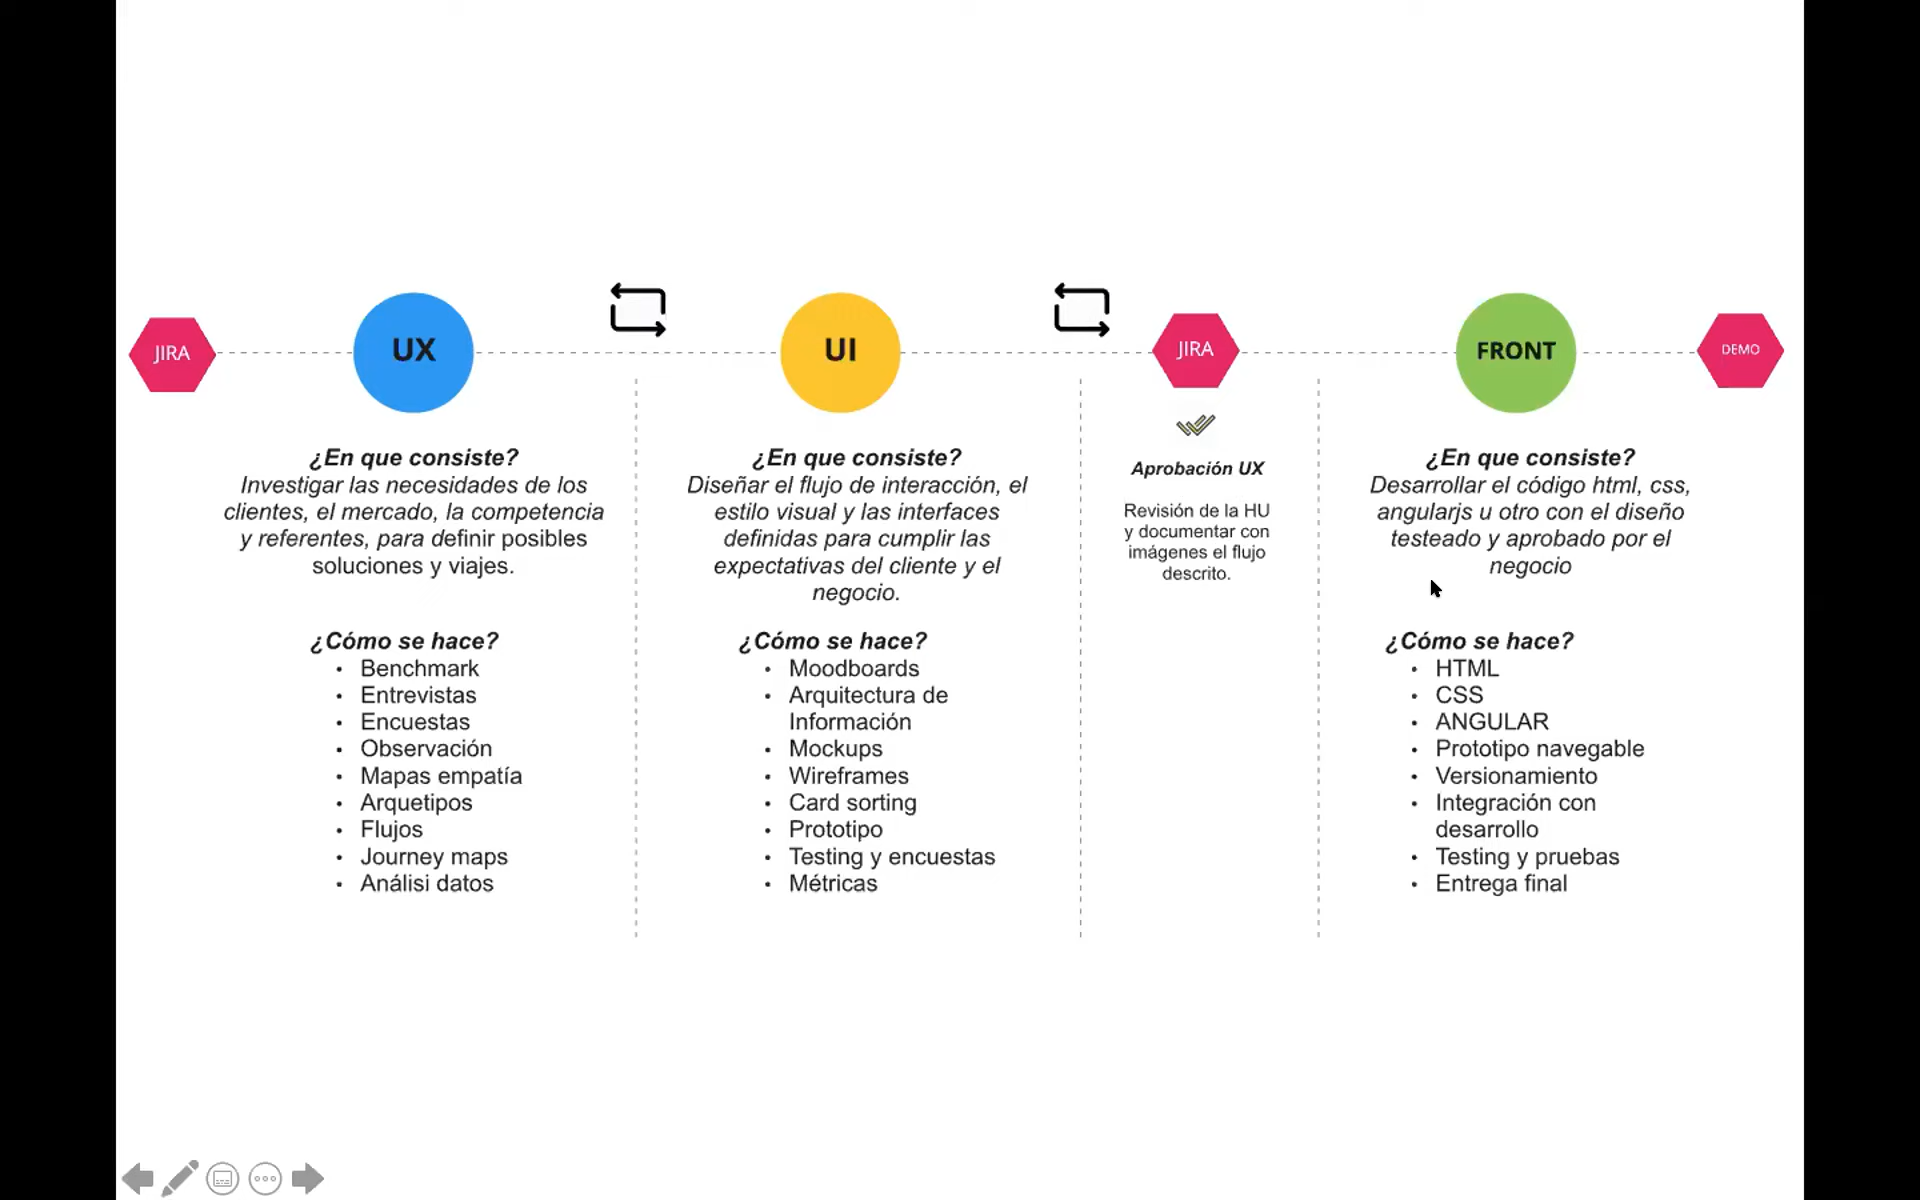 JIRA
UX
UI
JIRA
FRONT
DEMO
¿En que consiste?
Investigar las necesidades de los
clientes, el mercado, la competencia
y referentes, para definir posibles
soluciones y viajes.
¿Cómo se hace?
• Benchmark
• Entrevistas
• Encuestas
• Observación
• Mapas empatía
• Arquetipos
• Flujos
• Journey maps
• Análisi datos
¿En que consiste?
Diseñar el flujo de interacción, el
estilo visual y las interfaces
definidas para cumplir las
expectativas del cliente y el
negocio.
¿Cómo se hace?
• Moodboards
• Arquitectura de
Información
• Mockups
• Wireframes
• Card sorting
• Prototipo
• Testing y encuestas
• Métricas
Aprobación UX
Revisión de la HU
y documentar con
imágenes el flujo
descrito.
¿En que consiste?
Desarrollar el código html, css,
angularjs u otro con el diseño
testeado y aprobado por el
negocio
¿Cómo se hace?
• HTML
• CSS
• ANGULAR
• Prototipo navegable
• Versionamiento
• Integración con
desarrollo
• Testing y pruebas
• Entrega final